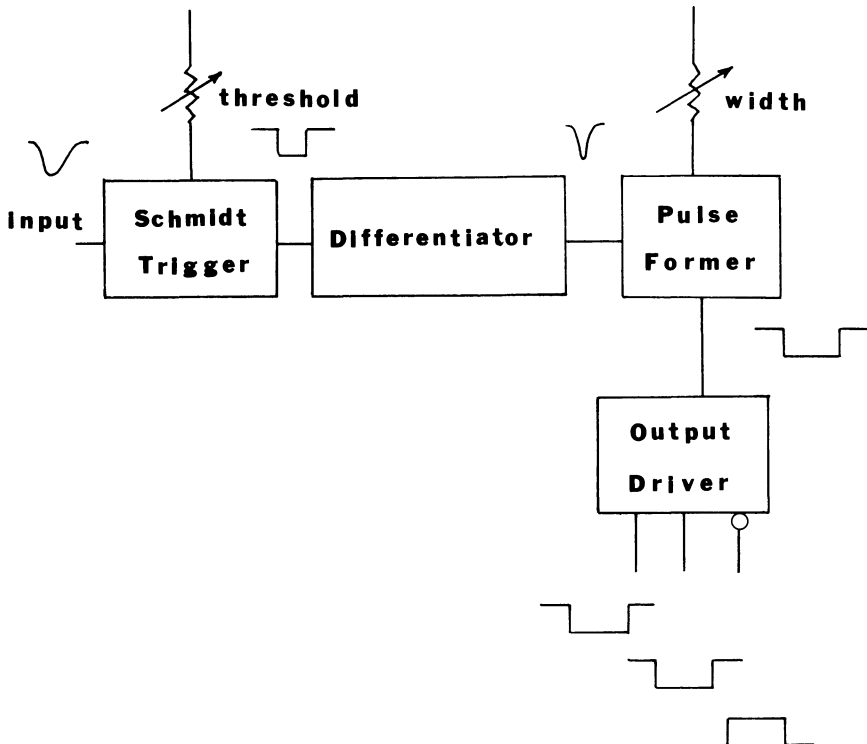 threshold
width
input
Schmidt
Trigger
Differentiator
Pulse
Former
Output
Driver